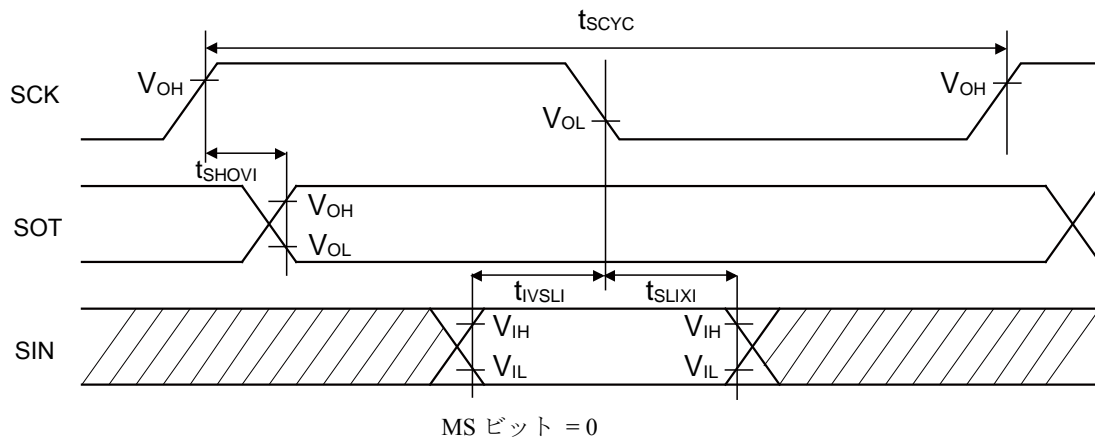 tSCYC
SCK
VOH
VOL
VOH
tSHOVI
SOT
VOH
VOL
tIVSLI
tSLIXI
SIN
VIH
VIL
VIH
VIL
MS ビット = 0